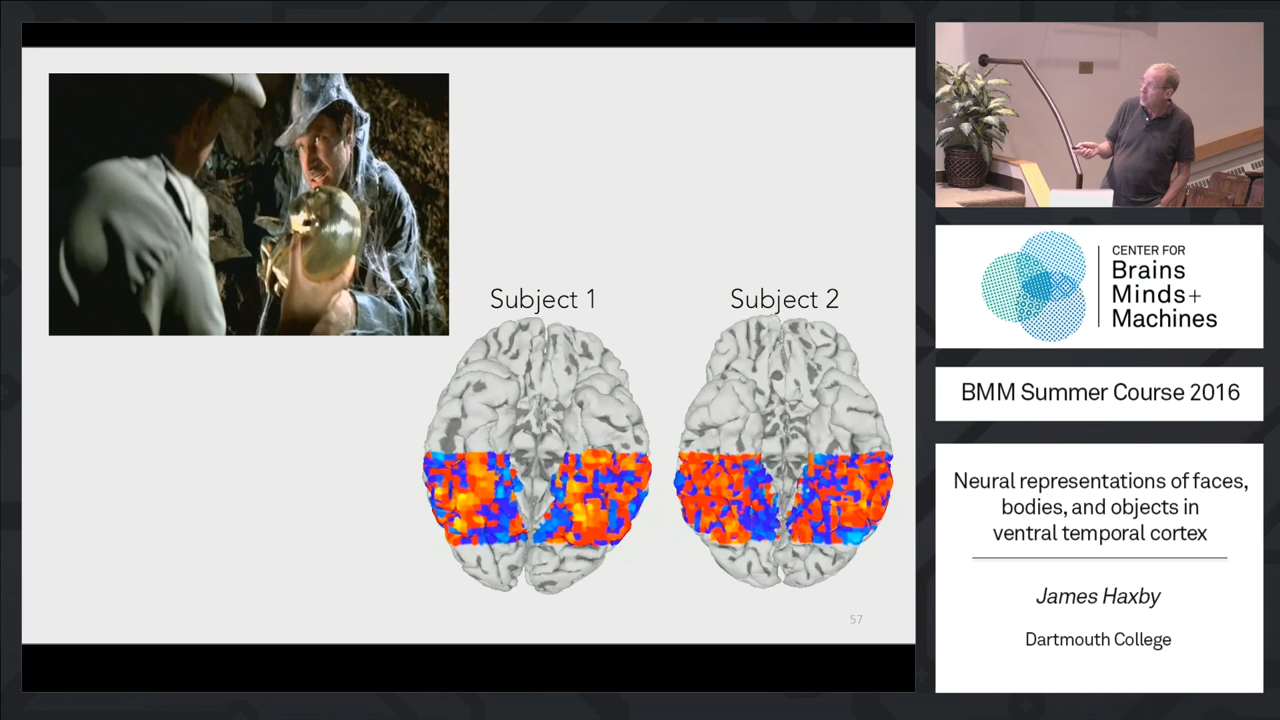 Subject 1
Subject 2
57
CENTER FOR
Brains
Minds+
Machines
BMM Summer Course 2016
Neural representations of faces,
bodies, and objects in
ventral temporal cortex
James Haxby
Dartmouth College